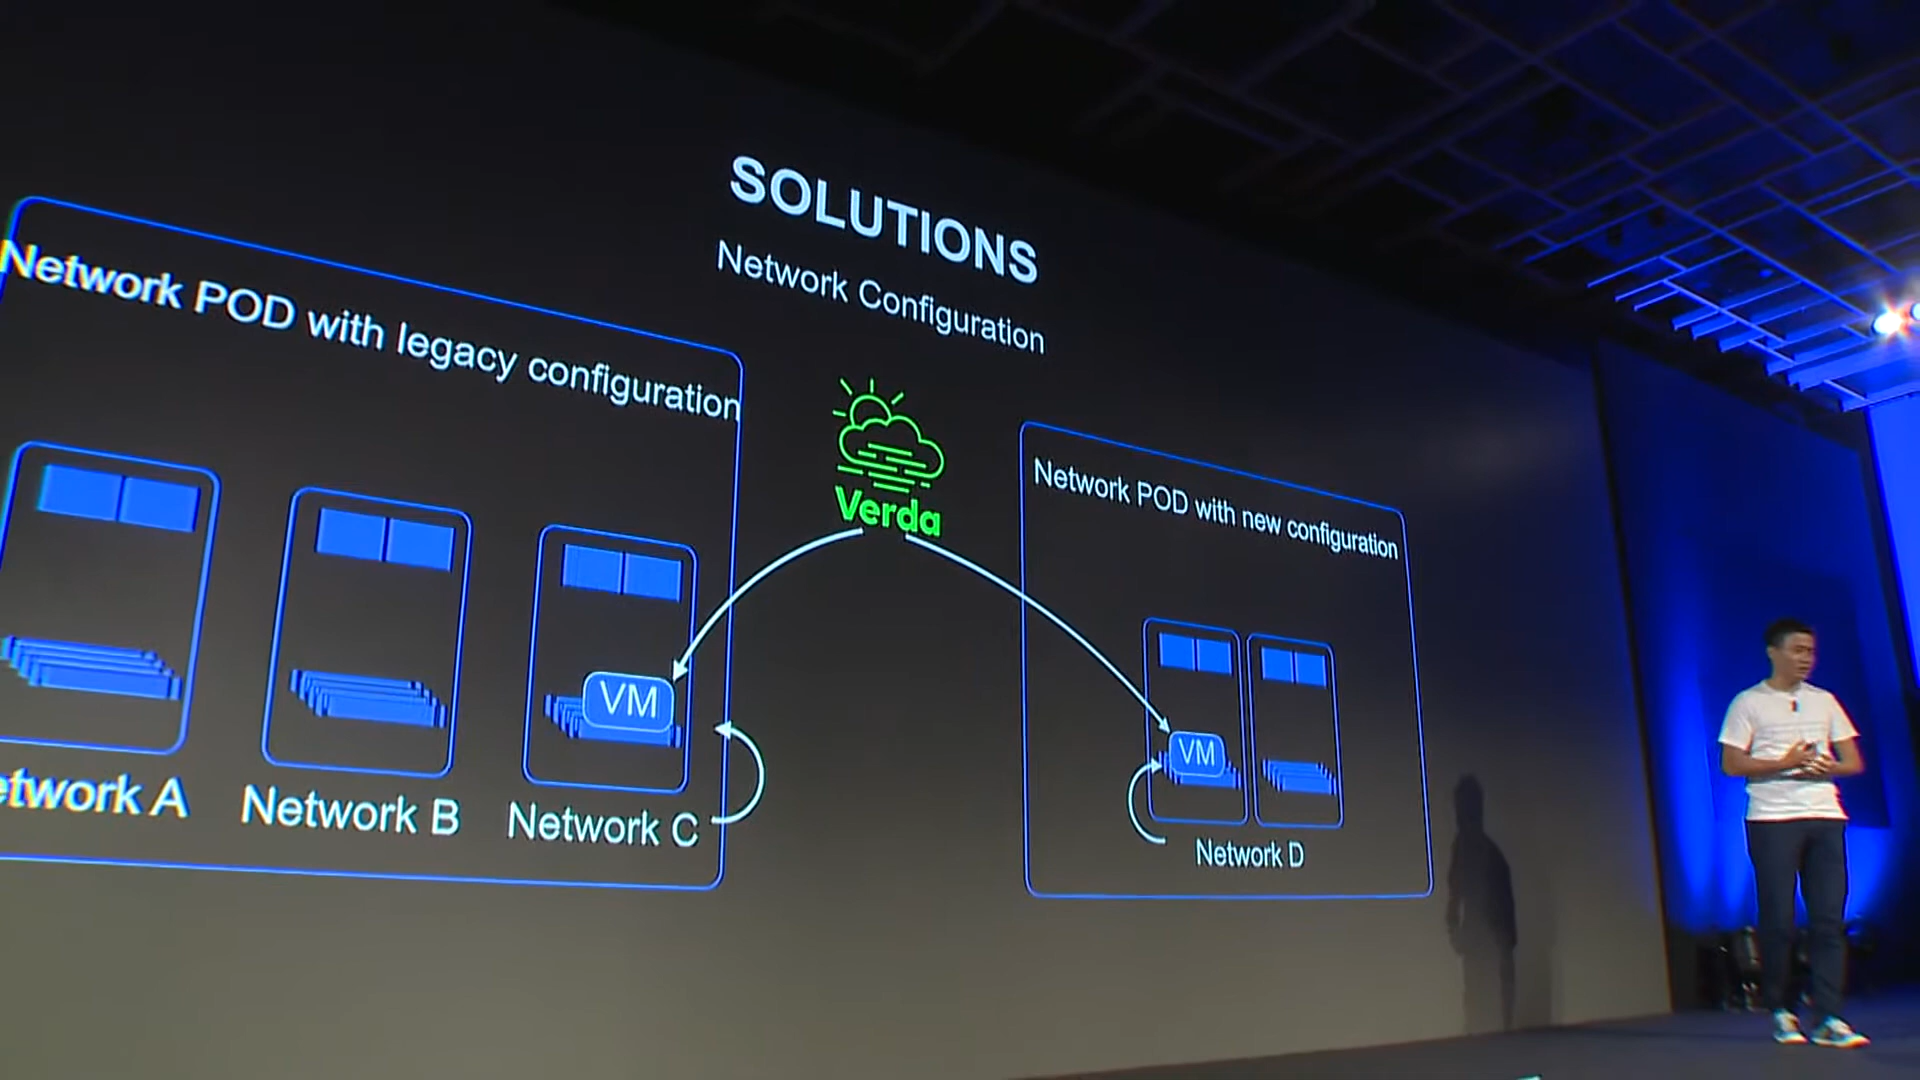 SOLUTIONS
Network Configuration
Network POD with legacy configuration
VM
etwork A
Network B
Network C
Verda
Network POD with new configuration
VM
Network D